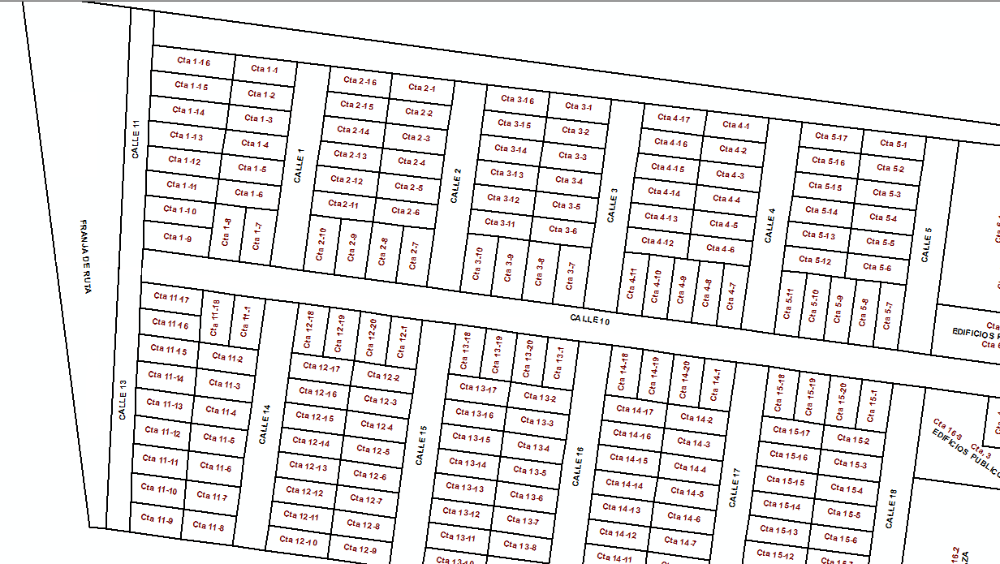 FRANJA DE RUTA
CALLE 11
CALLE 13
Cta 1-16
Cta 1-1
Cta 1-15
Cta 1-2
Cta 1-14
Cta 1-3
Cta 1-13
Cta 1-4
Cta 1-12
Cta 1-5
Cta 1-11
Cta 1-6
Cta 1-10
Cta 1-9
Cta 1-8
Cta 1-7
CALLE 1
Cta 2-16
Cta 2-1
Cta 2-15
Cta 2-2
Cta 2-14
Cta 2-3
Cta 2-13
Cta 2-4
Cta 2-12
Cta 2-5
Cta 2-11
Cta 2-6
Cta 2-10
Cta 2-9
Cta 2-8
Cta 2-7
CALLE 2
Cta 3-16
Cta 3-1
Cta 3-15
Cta 3-2
Cta 3-14
Cta 3-3
Cta 3-13
Cta 3-4
Cta 3-12
Cta 3-5
Cta 3-11
Cta 3-6
Cta 3-10
Cta 3-9
Cta 3-8
Cta 3-7
CALLE 3
Cta 4-17
Cta 4-1
Cta 4-16
Cta 4-2
Cta 4-15
Cta 4-3
Cta 4-14
Cta 4-4
Cta 4-13
Cta 4-5
Cta 4-12
Cta 4-6
Cta 4-11
Cta 4-10
Cta 4-9
Cta 4-8
Cta 4-7
CALLE 4
Cta 5-17
Cta 5-1
Cta 5-16
Cta 5-2
Cta 5-15
Cta 5-3
Cta 5-14
Cta 5-4
Cta 5-13
Cta 5-5
Cta 5-12
Cta 5-6
Cta 5-11
Cta 5-10
Cta 5-9
Cta 5-8
Cta 5-7
CALLE 5
Cta
EDIFICIOS
Cta
CALLE 10
Cta 11-17
Cta 11-18
Cta 11-1
Cta 11-16
Cta 11-15
Cta 11-2
Cta 11-14
Cta 11-3
Cta 11-13
Cta 11-4
Cta 11-12
Cta 11-5
Cta 11-11
Cta 11-6
Cta 11-10
Cta 11-7
Cta 11-9
Cta 11-8
CALLE 14
Cta 12-18
Cta 12-19
Cta 12-20
Cta 12-1
Cta 12-17
Cta 12-2
Cta 12-16
Cta 12-3
Cta 12-15
Cta 12-4
Cta 12-14
Cta 12-5
Cta 12-13
Cta 12-6
Cta 12-12
Cta 12-7
Cta 12-11
Cta 12-8
Cta 12-10
Cta 12-9
CALLE 15
Cta 13-18
Cta 13-19
Cta 13-20
Cta 13-1
Cta 13-17
Cta 13-2
Cta 13-16
Cta 13-3
Cta 13-15
Cta 13-4
Cta 13-14
Cta 13-5
Cta 13-13
Cta 13-6
Cta 13-12
Cta 13-7
Cta 13-11
Cta 13-8
Cta 13-10
CALLE 16
Cta 14-18
Cta 14-19
Cta 14-20
Cta 14-1
Cta 14-17
Cta 14-2
Cta 14-16
Cta 14-3
Cta 14-15
Cta 14-4
Cta 14-14
Cta 14-5
Cta 14-13
Cta 14-6
Cta 14-12
Cta 14-7
Cta 14-11
CALLE 17
Cta 15-18
Cta 15-19
Cta 15-20
Cta 15-1
Cta 15-17
Cta 15-2
Cta 15-16
Cta 15-3
Cta 15-15
Cta 15-4
Cta 15-14
Cta 15-5
Cta 15-13
Cta 15-6
Cta 15-12
CALLE 18
Cta 16-3
Cta. 3
EDIFICIOS PUBLICO